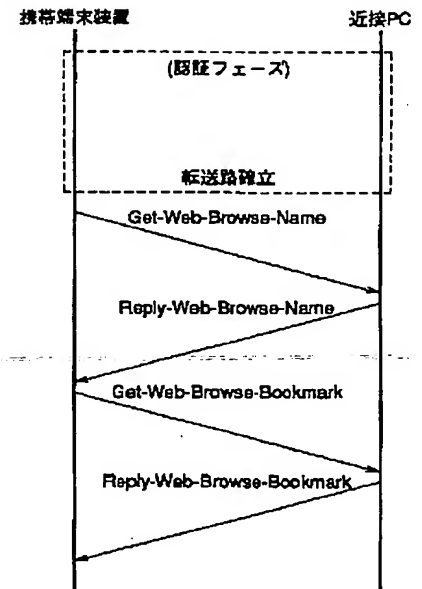 携帯端末装置 近接PC
(認証フェーズ)
転送路確立
Get-Web-Browse-Name
Reply-Web-Browse-Name
Get-Web-Browse-Bookmark
Reply-Web-Browse-Bookmark